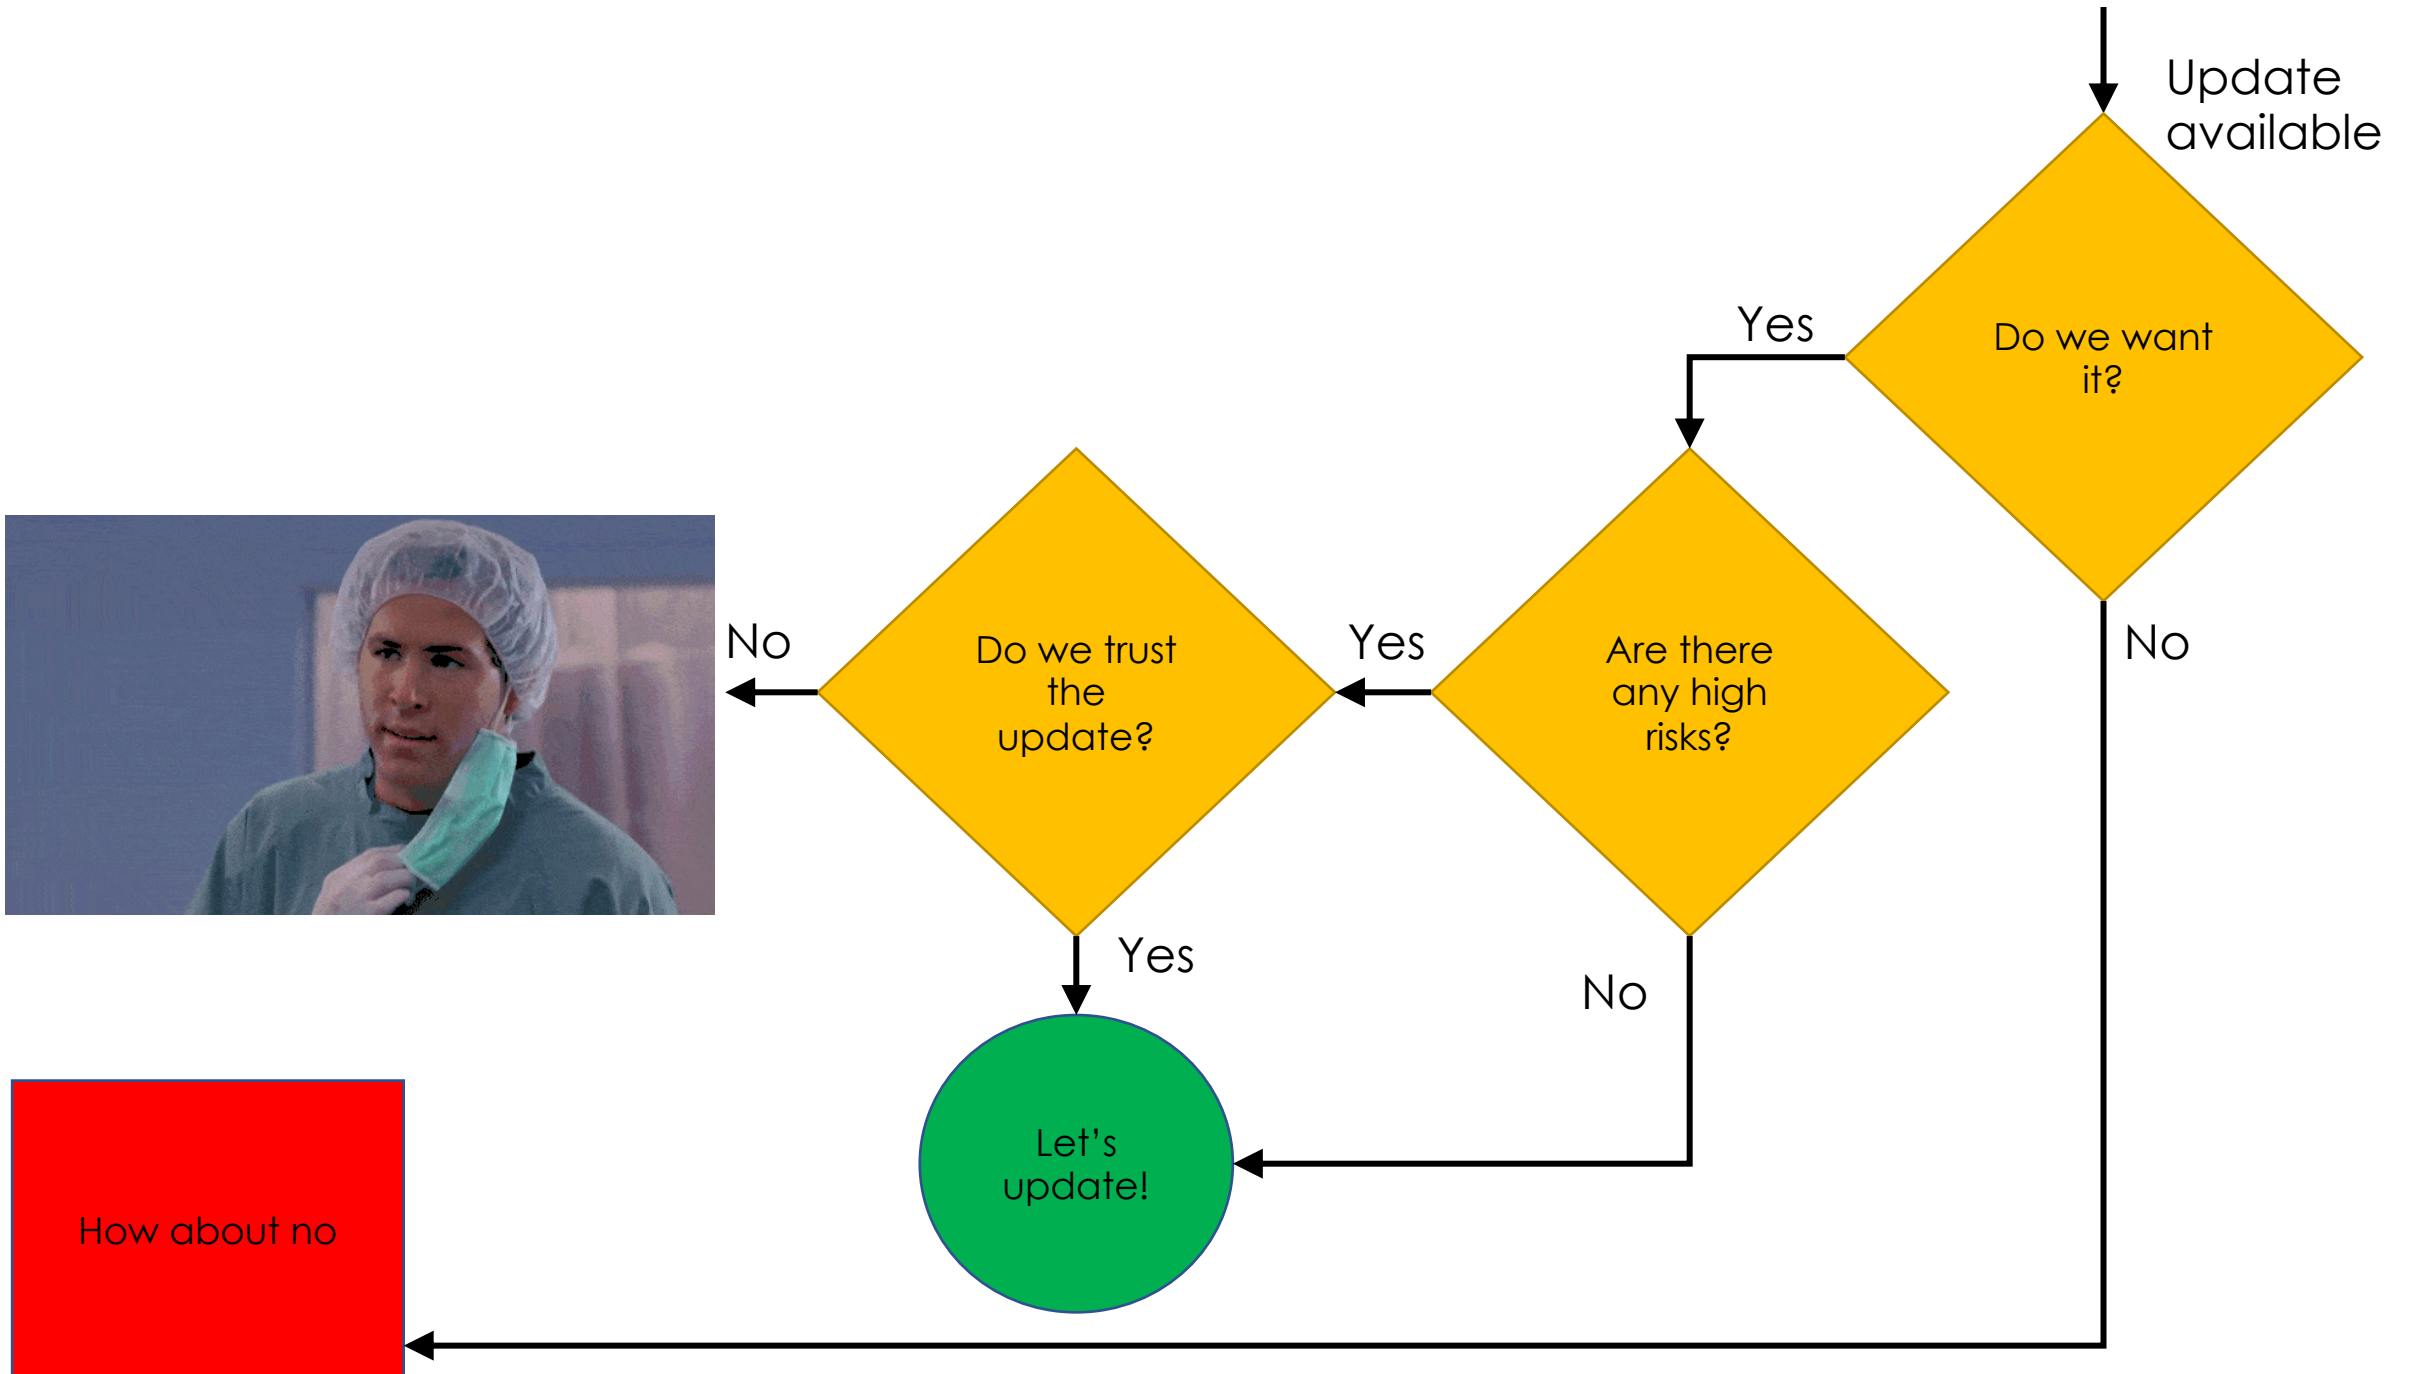 Update
available
Do we want
it?
Yes
No
Are there
any high
risks?
Yes
No
Do we trust
the
update?
No
Yes
Let’s
update!
How about no